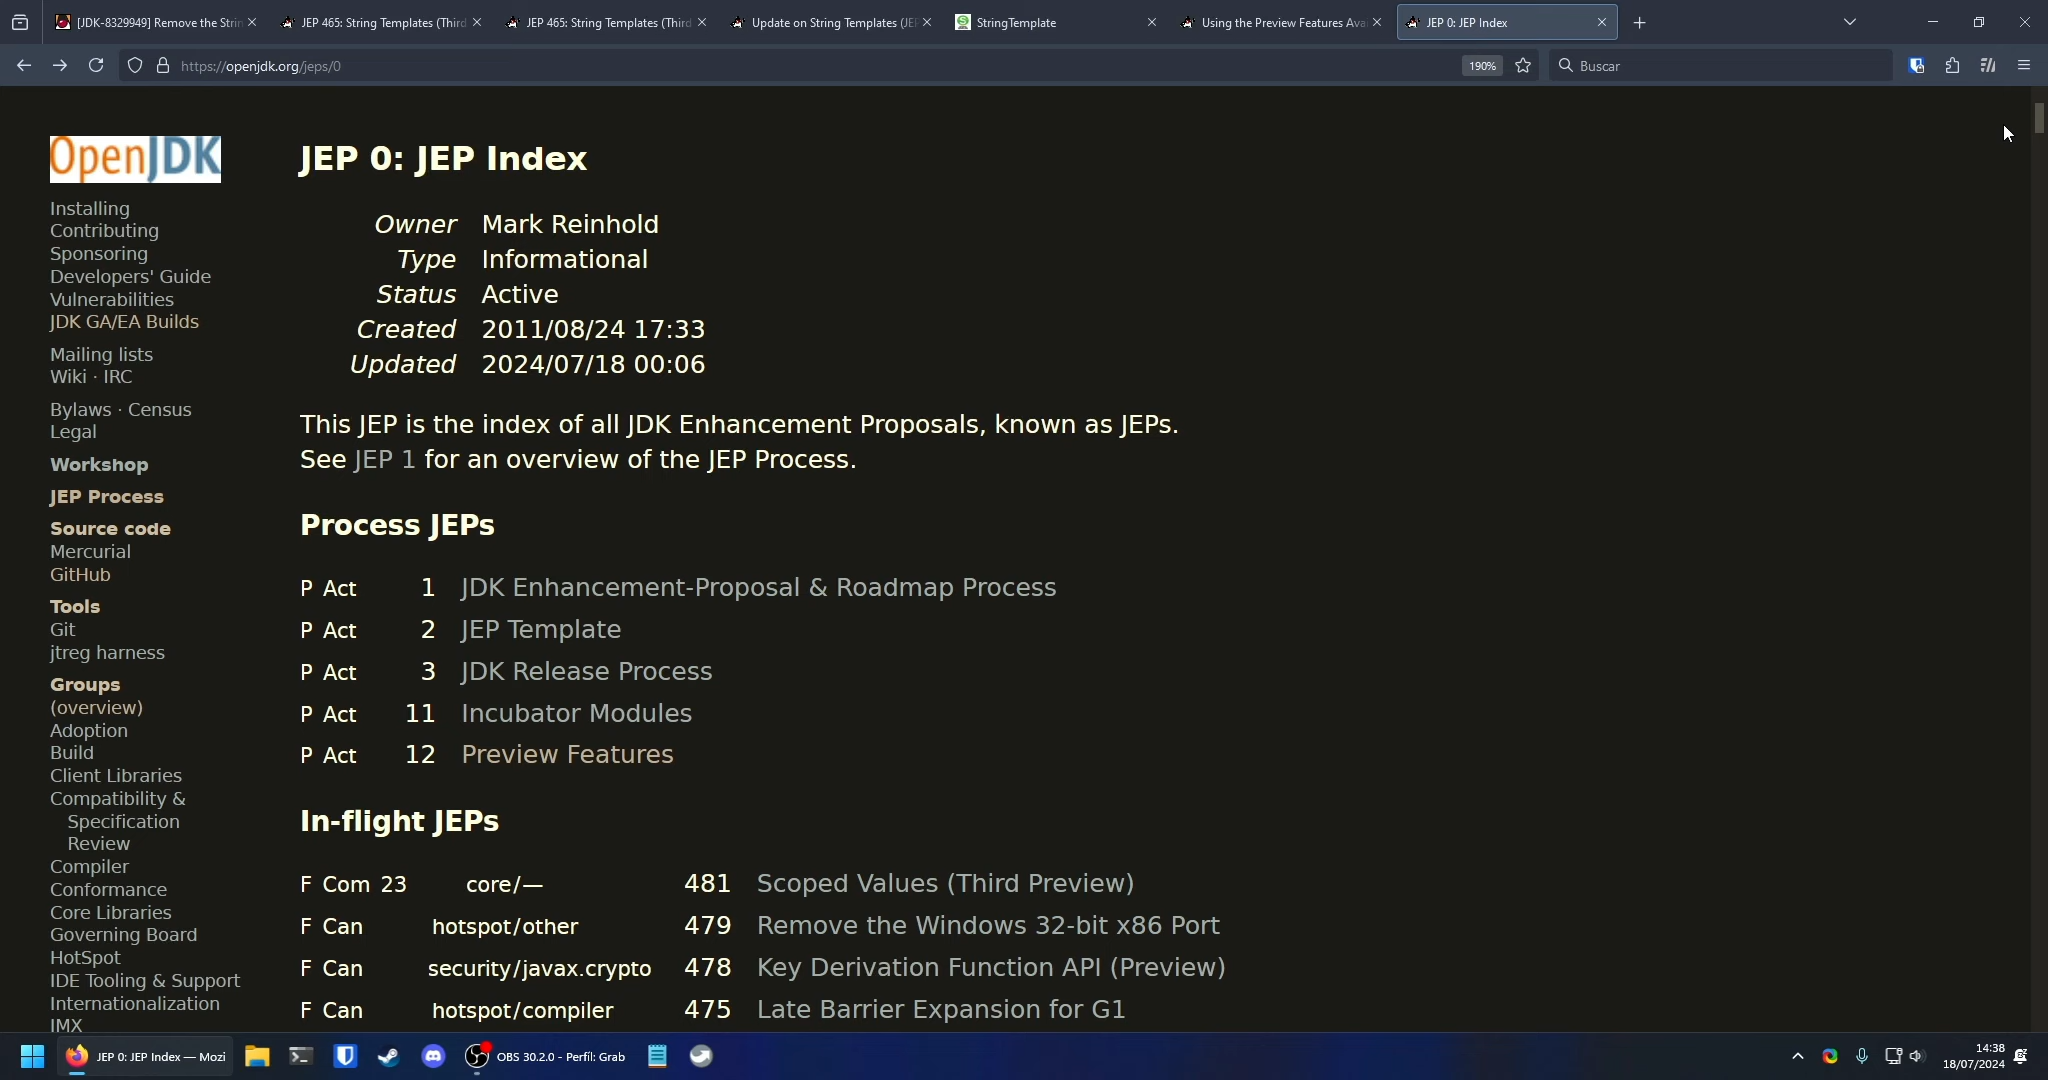 [JDK-8329949] Remove the Strin
JEP 465: String Templates (Third
JEP 465: String Templates (Third
Update on String Templates (JEP
StringTemplate
Using the Preview Features Ava
JEP 0: JEP Index
https://openjdk.org/jeps/0
190%
Buscar
OpenJDK
Installing
Contributing
Sponsoring
Developers' Guide
Vulnerabilities
JDK GA/EA Builds
Mailing lists
Wiki · IRC
Bylaws · Census
Legal
Workshop
JEP Process
Source code
Mercurial
GitHub
Tools
Git
jtreg harness
Groups
(overview)
Adoption
Build
Client Libraries
Compatibility &
Specification
Review
Compiler
Conformance
Core Libraries
Governing Board
HotSpot
IDE Tooling & Support
Internationalization
JMX
JEP 0: JEP Index
Owner Mark Reinhold
Type Informational
Status Active
Created 2011/08/24 17:33
Updated 2024/07/18 00:06
This JEP is the index of all JDK Enhancement Proposals, known as JEPs.
See JEP 1 for an overview of the JEP Process.
Process JEPs
P Act 1 JDK Enhancement-Proposal & Roadmap Process
P Act 2 JEP Template
P Act 3 JDK Release Process
P Act 11 Incubator Modules
P Act 12 Preview Features
In-flight JEPs
F Com 23 core/— 481 Scoped Values (Third Preview)
F Can hotspot/other 479 Remove the Windows 32-bit x86 Port
F Can security/javax.crypto 478 Key Derivation Function API (Preview)
F Can hotspot/compiler 475 Late Barrier Expansion for G1
JEP 0: JEP Index — Mozi
OBS 30.2.0 - Perfil: Grab
14:38
18/07/2024